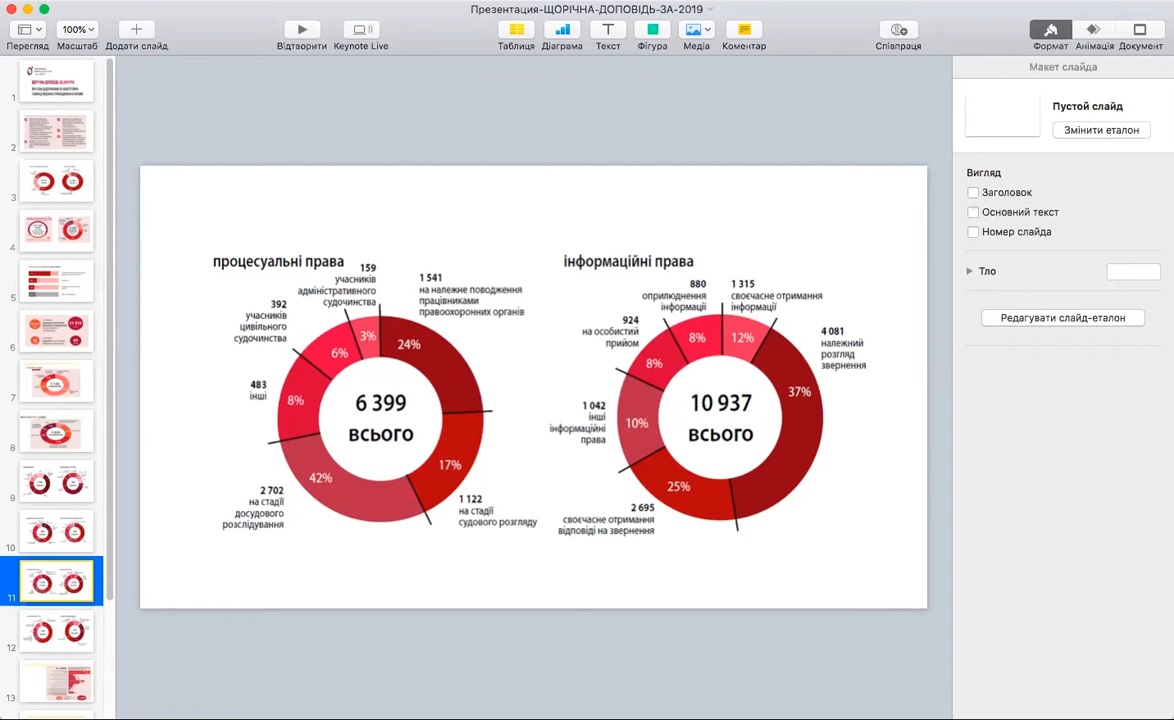 Презентация-ЩОРІЧНА-ДОПОВІДЬ-ЗА-2019
100%
Перегляд
Масштаб
Додати слайд
Відтворити
Keynote Live
Таблиця
Діаграма
Текст
Фігура
Медіа
Коментар
Співпраця
Формат
Анімація
Документ
1
2
3
4
5
6
7
8
9
10
11
12
13
процесуальні права
159
учасників
адміністративного
судочинства
1 541
на належне поводження
працівниками
правоохоронних органів
392
учасників
цивільного
судочинства
483
інші
3%
24%
6%
8%
6 399
всього
42%
17%
2 702
на стадії
досудового
розслідування
1 122
на стадії
судового розгляду
інформаційні права
880
оприлюднення
інформації
1 315
своєчасне отримання
інформації
924
на особистий
прийом
4 081
належний
розгляд
звернення
1 042
інші
інформаційні
права
8%
12%
8%
37%
10%
10 937
всього
25%
2 695
своєчасне отримання
відповіді на звернення
Макет слайда
Пустой слайд
Змінити еталон
Вигляд
Заголовок
Основний текст
Номер слайда
Тло
Редагувати слайд-еталон